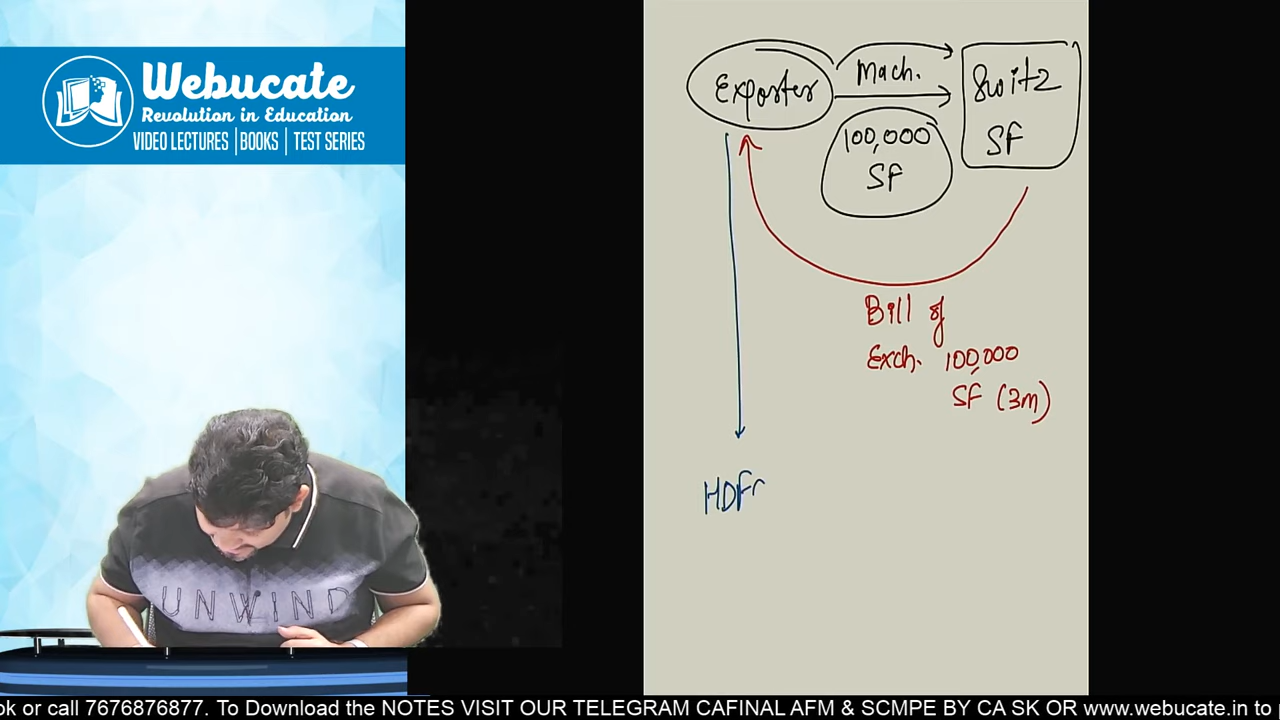 Webucate
Revolution in Education
VIDEO LECTURES | BOOKS | TEST SERIES
UNWIND
Exporter
Mach.
100,000
SF
Switz
SF
Bill of
Exch. 100,000
SF (3m)
HDFC
ok or call 7676876877. To Download the NOTES VISIT OUR TELEGRAM CAFINAL AFM & SCMPE BY CA SK OR www.webucate.in to